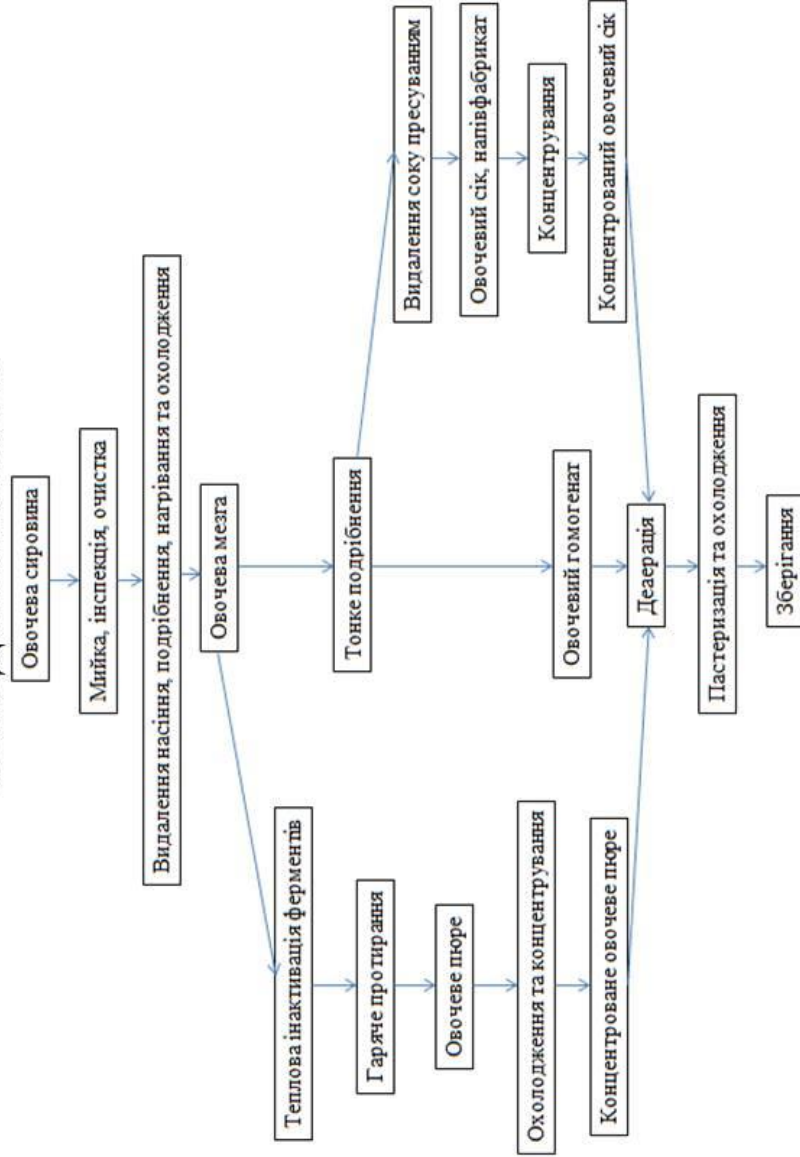 Овочева сировина
Мийка, інспекція, очистка
Видалення насіння, подрібнення, нагрівання та охолодження
Овочева мезга
Теплова інактивація ферментів
Гаряче протирання
Овочеве пюре
Охолодження та концентрування
Концентроване овочеве пюре
Тонке подрібнення
Овочевий гомогенат
Видалення соку пресуванням
Овочевий сік, напівфабрикат
Концентрування
Концентрований овочевий сік
Деаерація
Пастеризація та охолодження
Зберігання